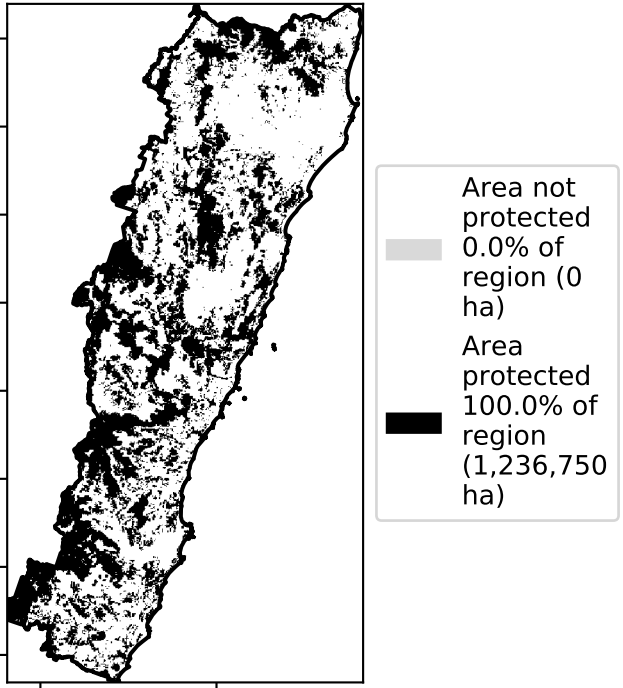 Area not
protected
0.0% of
region (0
ha)
Area
protected
100.0% of
region
(1,236,750
ha)